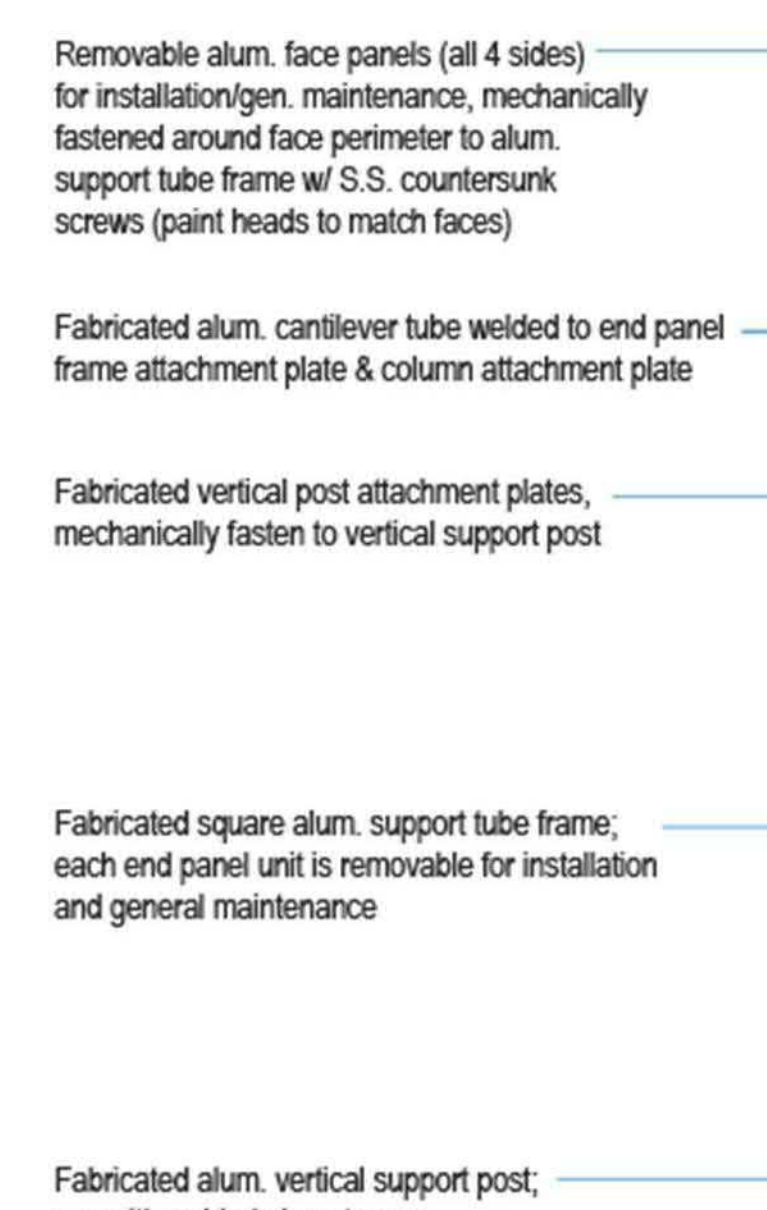 Removable alum. face panels (all 4 sides)
for installation/gen. maintenance, mechanically
fastened around face perimeter to alum.
support tube frame w/ S.S. countersunk
screws (paint heads to match faces)
Fabricated alum. cantilever tube welded to end panel
frame attachment plate & column attachment plate
Fabricated vertical post attachment plates,
mechanically fasten to vertical support post
Fabricated square alum. support tube frame;
each end panel unit is removable for installation
and general maintenance
Fabricated alum. vertical support post;